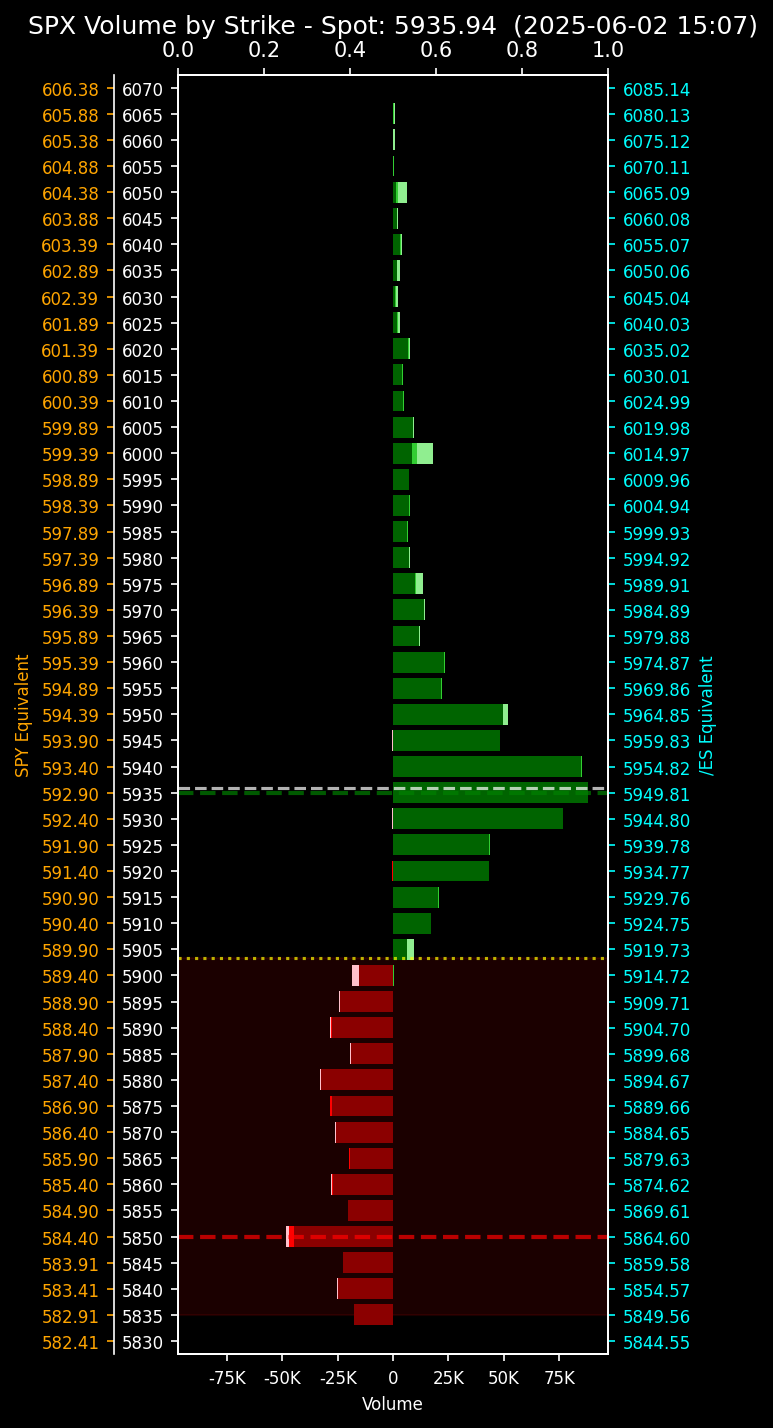 SPX Volume by Strike - Spot: 5935.94  (2025-06-02 15:07)
0.0 0.2 0.4 0.6 0.8 1.0
606.38 6070 6085.14
605.88 6065 6080.13
605.38 6060 6075.12
604.88 6055 6070.11
604.38 6050 6065.09
603.88 6045 6060.08
603.39 6040 6055.07
602.89 6035 6050.06
602.39 6030 6045.04
601.89 6025 6040.03
601.39 6020 6035.02
600.89 6015 6030.01
600.39 6010 6024.99
599.89 6005 6019.98
599.39 6000 6014.97
598.89 5995 6009.96
598.39 5990 6004.94
597.89 5985 5999.93
597.39 5980 5994.92
596.89 5975 5989.91
596.39 5970 5984.89
595.89 5965 5979.88
595.39 5960 5974.87
594.89 5955 5969.86
594.39 5950 5964.85
593.90 5945 5959.83
593.40 5940 5954.82
592.90 5935 5949.81
592.40 5930 5944.80
591.90 5925 5939.78
591.40 5920 5934.77
590.90 5915 5929.76
590.40 5910 5924.75
589.90 5905 5919.73
589.40 5900 5914.72
588.90 5895 5909.71
588.40 5890 5904.70
587.90 5885 5899.68
587.40 5880 5894.67
586.90 5875 5889.66
586.40 5870 5884.65
585.90 5865 5879.63
585.40 5860 5874.62
584.90 5855 5869.61
584.40 5850 5864.60
583.91 5845 5859.58
583.41 5840 5854.57
582.91 5835 5849.56
582.41 5830 5844.55
SPY Equivalent
/ES Equivalent
-75K -50K -25K 0 25K 50K 75K
Volume